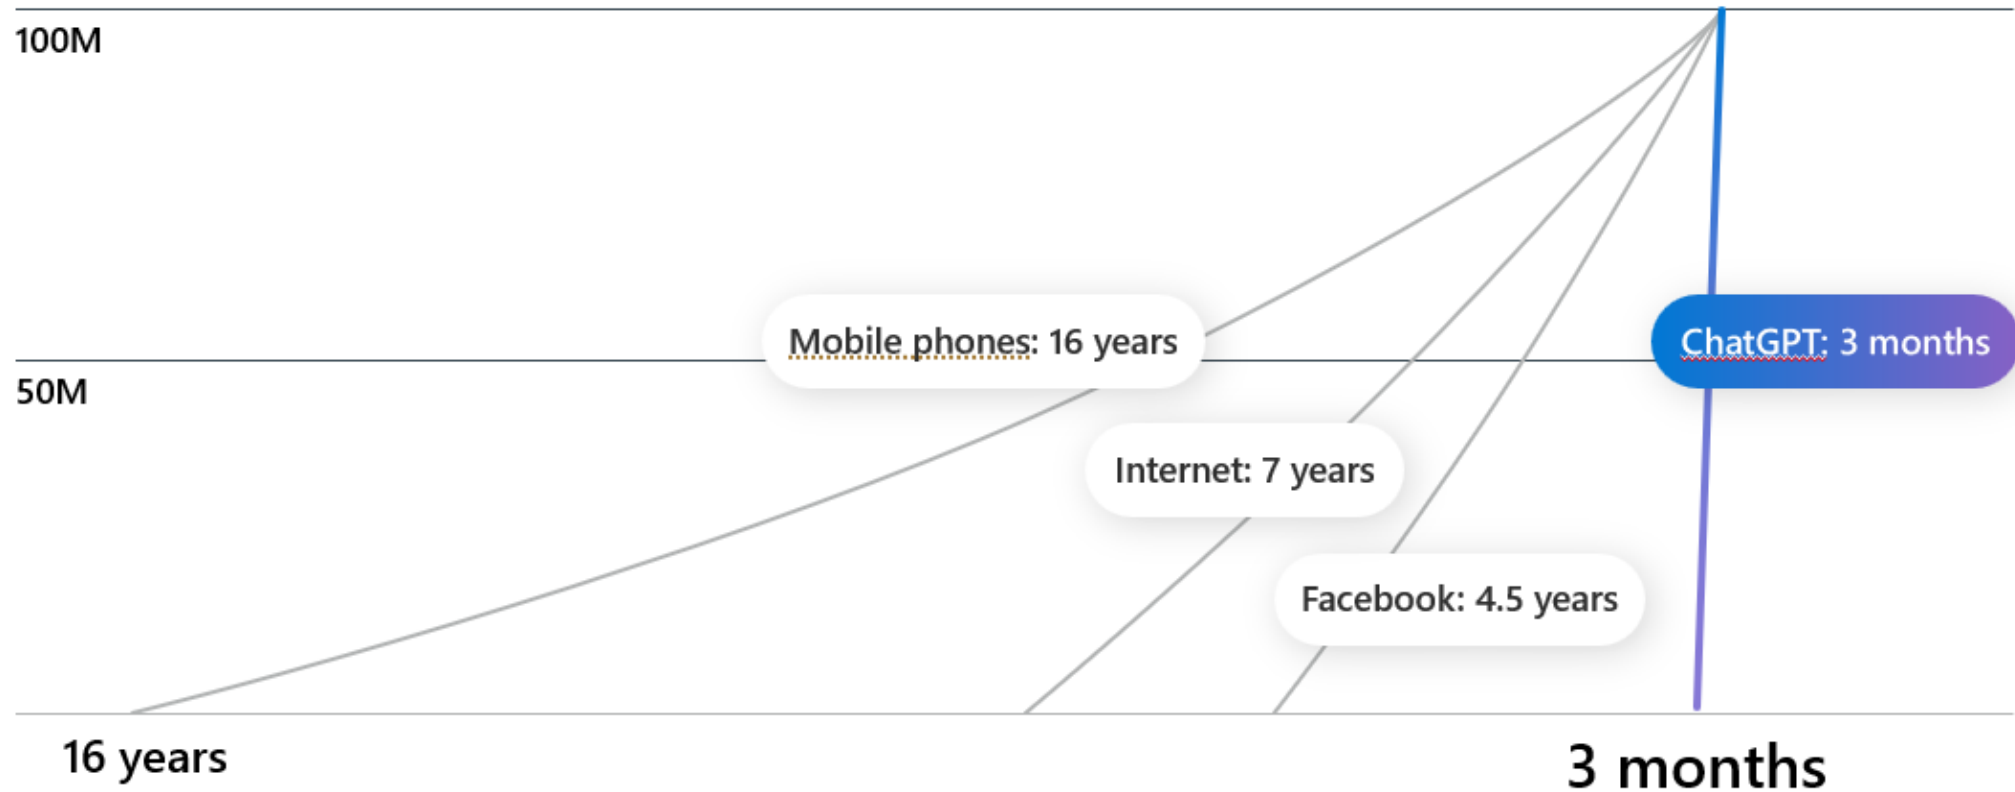 100M
Mobile phones: 16 years
ChatGPT: 3 months
50M
Internet: 7 years
Facebook: 4.5 years
16 years
3 months